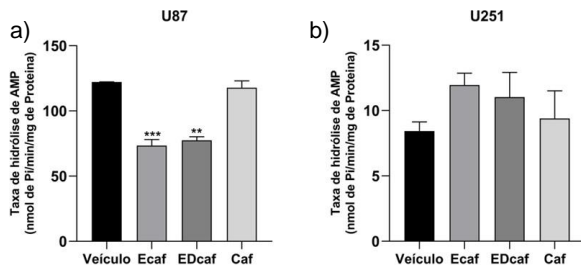 a)
U87
Taxa de hidrólise de AMP
(nmol de Pi/min/mg de Proteína)
150
100
50
0
***
**
Veículo Ecaf EDcaf Caf
b)
U251
Taxa de hidrólise de AMP
(nmol de Pi/min/mg de Proteína)
15
10
5
0
Veículo Ecaf EDcaf Caf